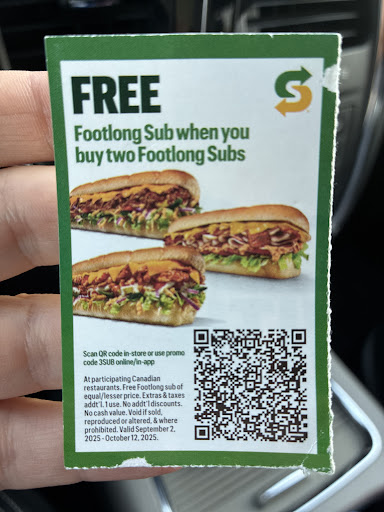 FREE
Footlong Sub when you
buy two Footlong Subs
Scan QR code in-store or use promo
code 3SUB online/in-app
At participating Canadian
restaurants. Free Footlong sub of
equal/lesser price. Extras & taxes
addt'l. 1 use. No addt'l discounts.
No cash value. Void if sold,
reproduced or altered, & where
prohibited. Valid September 2,
2025 - October 12, 2025.